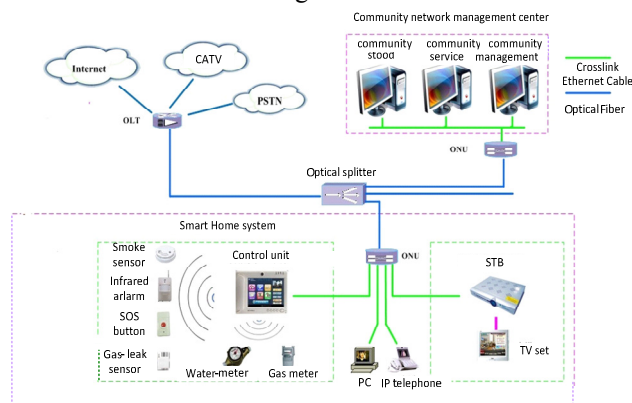 Community network management center
Internet
CATV
PSTN
OLT
community
stood
community
service
community
management
Crosslink
Ethernet Cable
Optical Fiber
ONU
Optical splitter
Smart Home system
Smoke
sensor
Infrared
arlarm
SOS
button
Gas-leak
sensor
Control unit
Water-meter
Gas meter
ONU
PC
IP telephone
STB
TV set